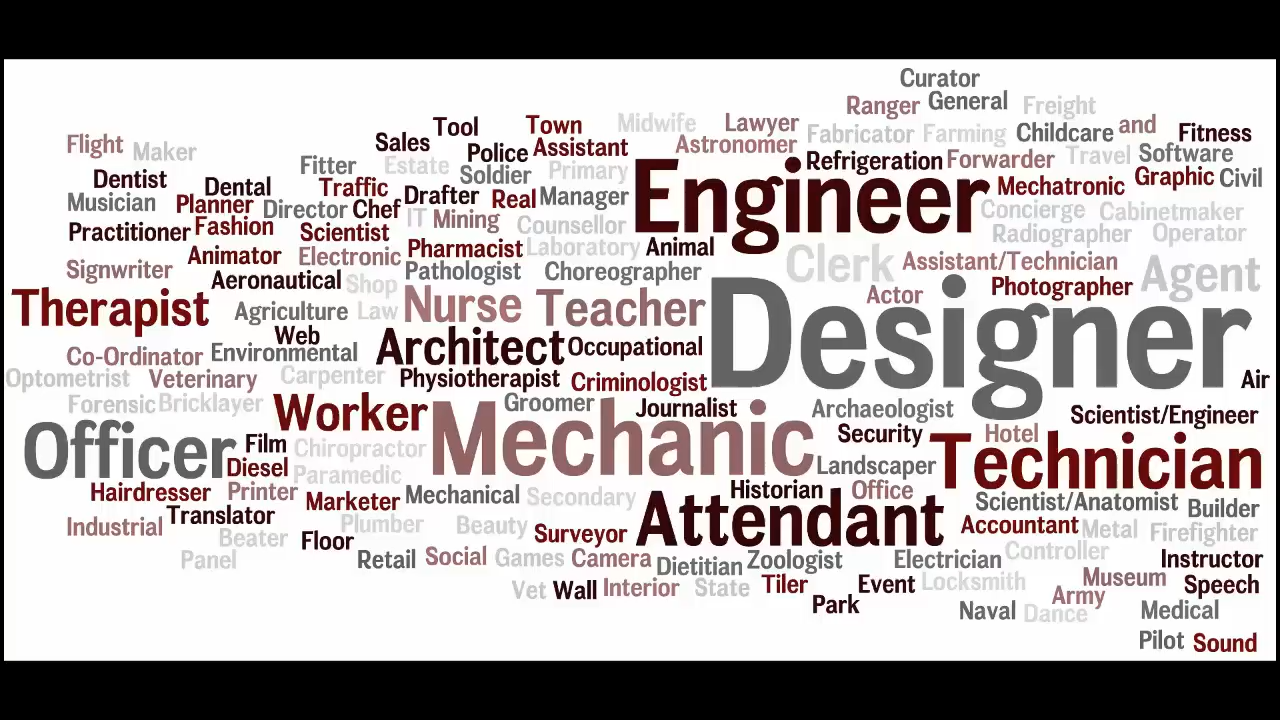 Curator
Ranger General Freight
Flight Maker Sales Tool Town Assistant Midwife Lawyer Astronomer Fabricator Farming Childcare and Fitness
Dentist Dental Fitter Estate Police Soldier Primary Engineer Refrigeration Forwarder Travel Software
Musician Planner Traffic Drafter Real Manager Mechatronic Graphic Civil
Director Chef IT Mining Counsellor Concierge Cabinetmaker
Practitioner Fashion Scientist Radiographer Operator
Animator Electronic Pharmacist Laboratory Animal Clerk Assistant/Technician Agent
Signwriter Aeronautical Shop Pathologist Choreographer Actor Photographer
Therapist Agriculture Law Nurse Teacher Designer
Web Architect Occupational
Co-Ordinator Environmental
Optometrist Veterinary Carpenter Physiotherapist Criminologist Air
Forensic Bricklayer Worker Groomer Journalist Archaeologist Scientist/Engineer
Officer Film Chiropractor Mechanic Security Hotel Technician
Diesel Paramedic Landscaper
Hairdresser Printer Marketer Mechanical Secondary Historian Office Scientist/Anatomist Builder
Industrial Translator Plumber Beauty Surveyor Attendant Accountant Metal Firefighter
Beater Floor
Panel Retail Social Games Camera Dietitian Zoologist Electrician Controller Instructor
Vet Wall Interior State Tiler Event Locksmith Museum Speech
Park Naval Dance Army Medical
Pilot Sound